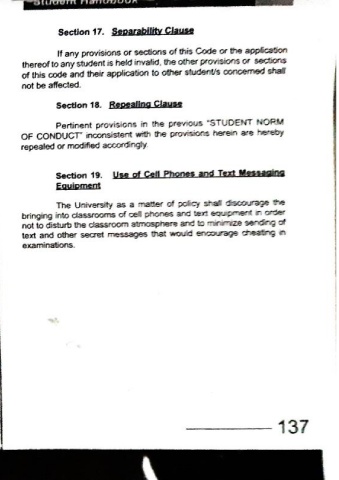 Student Handbook
Section 17. Separability Clause
If any provisions or sections of this Code or the application
thereof to any student is held invalid, the other provisions or sections
of this code and their application to other student/s concerned shall
not be affected.
Section 18. Repealing Clause
Pertinent provisions in the previous "STUDENT NORM
OF CONDUCT" inconsistent with the provisions herein are hereby
repealed or modified accordingly.
Section 19. Use of Cell Phones and Text Messaging
Equipment
The University as a matter of policy shall discourage the
bringing into classrooms of cell phones and text equipment in order
not to disturb the classroom atmosphere and to minimize sending of
text and other secret messages that would encourage cheating in
examinations.
137